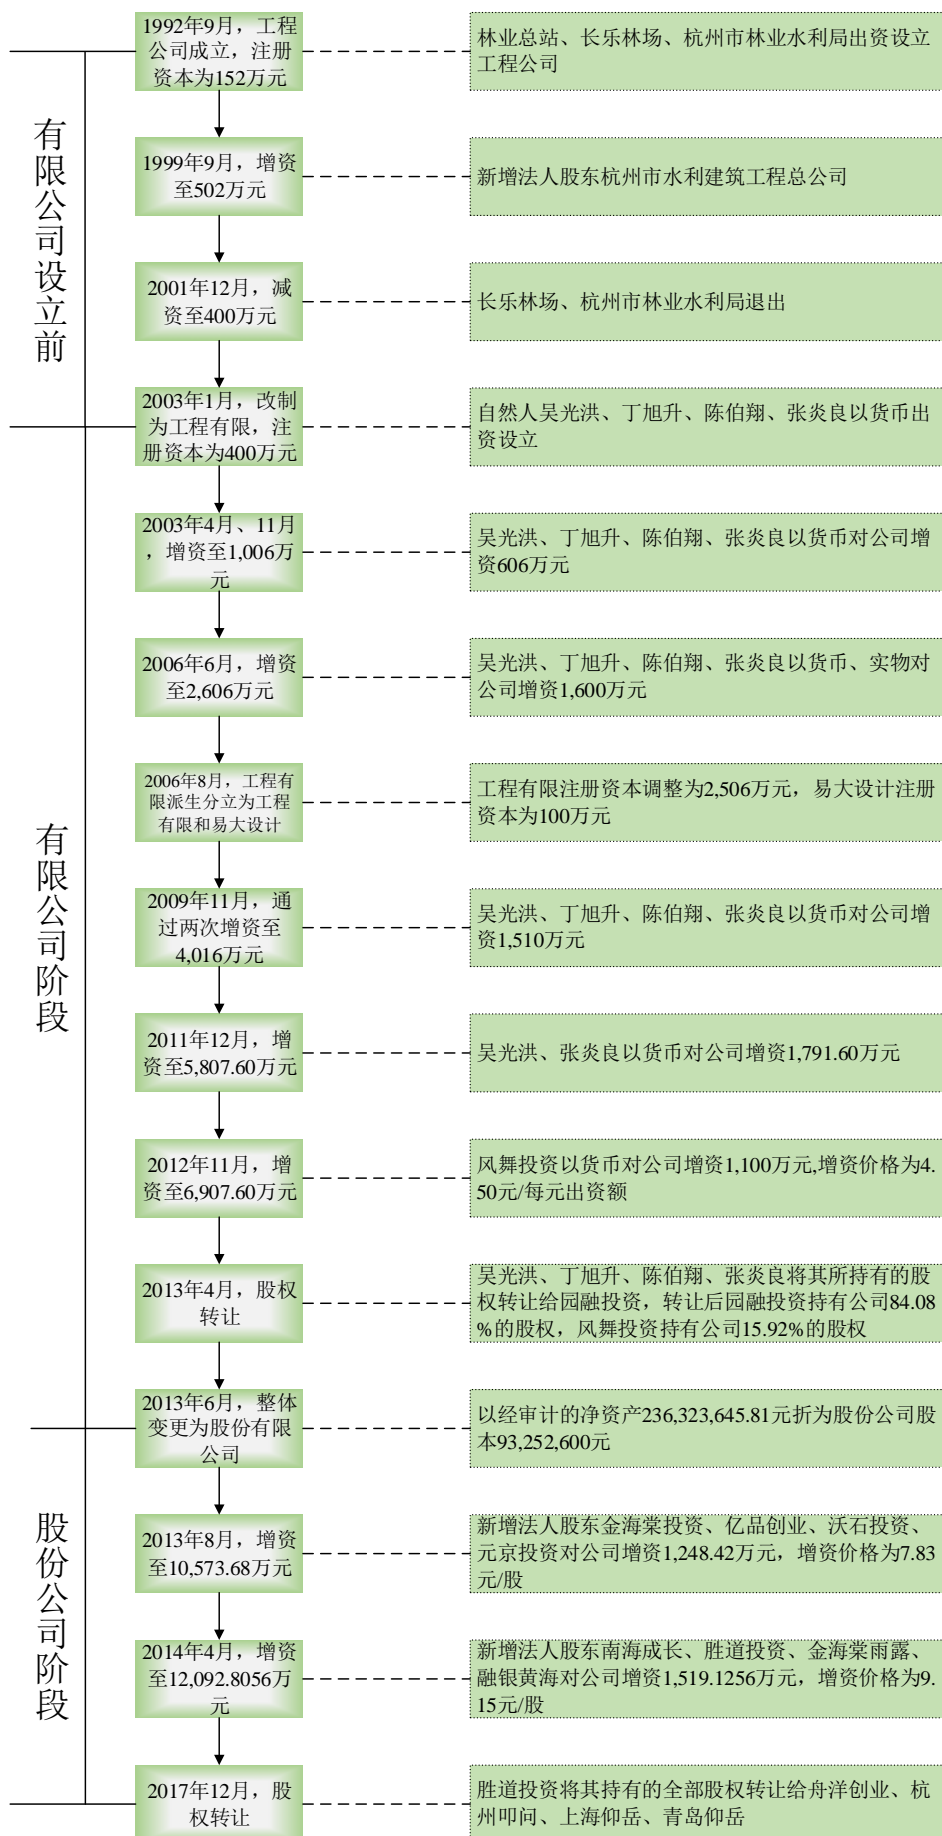 有限公司设立前
1992年9月，工程
公司成立，注册
资本为152万元
林业总站、长乐林场、杭州市林业水利局出资设立
工程公司
1999年9月，增资
至502万元
新增法人股东杭州市水利建筑工程总公司
2001年12月，减
资至400万元
长乐林场、杭州市林业水利局退出
2003年1月，改制
为工程有限，注
册资本为400万元
自然人吴光洪、丁旭升、陈伯翔、张炎良以货币出
资设立
有限公司阶段
2003年4月、11月
，增资至1,006万
元
吴光洪、丁旭升、陈伯翔、张炎良以货币对公司增
资606万元
2006年6月，增资
至2,606万元
吴光洪、丁旭升、陈伯翔、张炎良以货币、实物对
公司增资1,600万元
2006年8月，工程有
限派生分立为工程
有限和易大设计
工程有限注册资本调整为2,506万元，易大设计注册
资本为100万元
2009年11月，通
过两次增资至
4,016万元
吴光洪、丁旭升、陈伯翔、张炎良以货币对公司增
资1,510万元
2011年12月，增
资至5,807.60万元
吴光洪、张炎良以货币对公司增资1,791.60万元
2012年11月，增
资至6,907.60万元
风舞投资以货币对公司增资1,100万元,增资价格为4.
50元/每元出资额
2013年4月，股权
转让
吴光洪、丁旭升、陈伯翔、张炎良将其所持有的股
权转让给园融投资，转让后园融投资持有公司84.08
%的股权，风舞投资持有公司15.92%的股权
2013年6月，整体
变更为股份有限
公司
以经审计的净资产236,323,645.81元折为股份公司股
本93,252,600元
股份公司阶段
2013年8月，增资
至10,573.68万元
新增法人股东金海棠投资、亿品创业、沃石投资、
元京投资对公司增资1,248.42万元，增资价格为7.83
元/股
2014年4月，增资
至12,092.8056万
元
新增法人股东南海成长、胜道投资、金海棠雨露、
融银黄海对公司增资1,519.1256万元，增资价格为9.
15元/股
2017年12月，股
权转让
胜道投资将其持有的全部股权转让给舟洋创业、杭
州叩问、上海仰岳、青岛仰岳